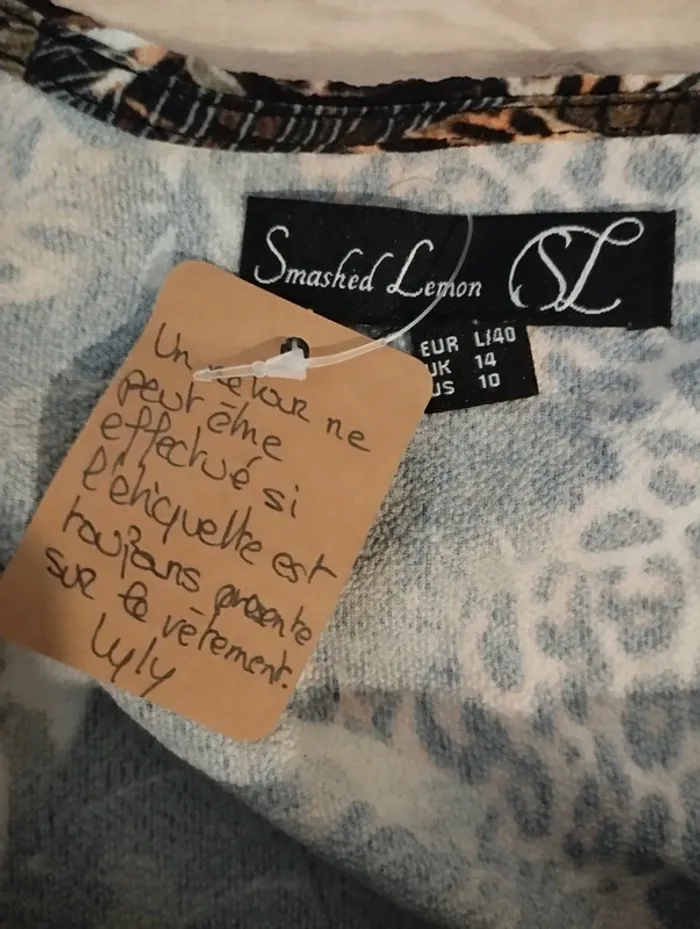 Smashed Lemon SL
EUR L/40
UK 14
US 10
Un retour ne
peut être
effectué si
l'étiquette est
toujours présente
sur le vêtement.
Lyly